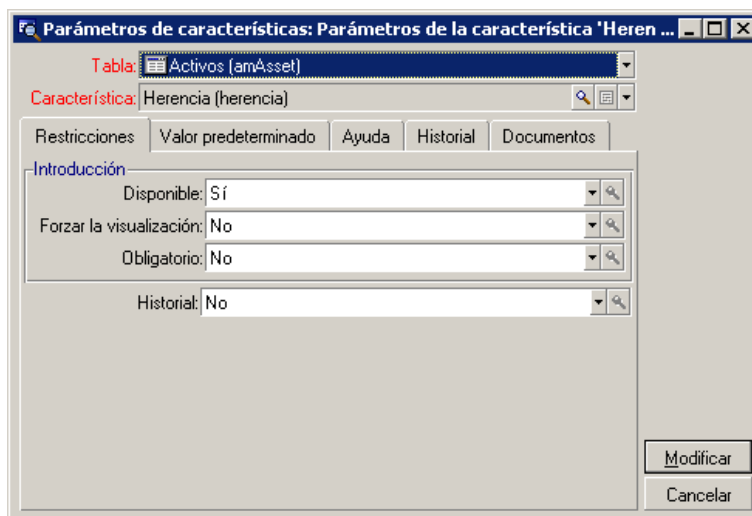 Parámetros de características: Parámetros de la característica 'Heren ...
Tabla: Activos (amAsset)
Característica: Herencia (herencia)
Restricciones Valor predeterminado Ayuda Historial Documentos
Introducción
Disponible: Sí
Forzar la visualización: No
Obligatorio: No
Historial: No
Modificar
Cancelar